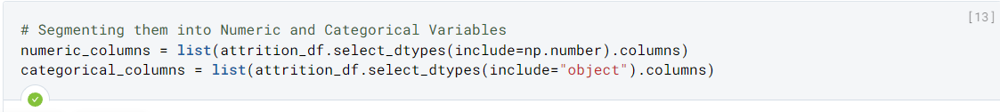 [13]
# Segmenting them into Numeric and Categorical Variables
numeric_columns = list(attrition_df.select_dtypes(include=np.number).columns)
categorical_columns = list(attrition_df.select_dtypes(include="object").columns)